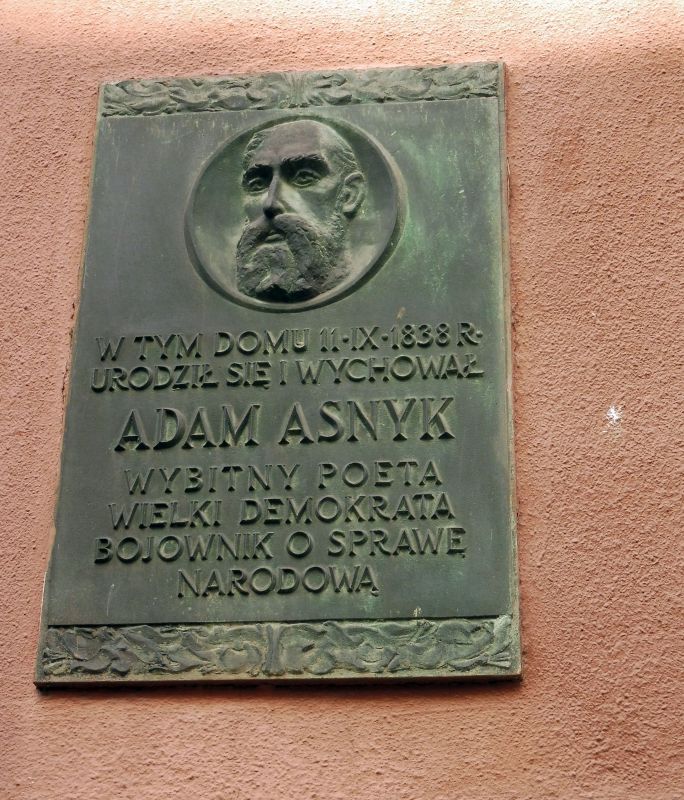 W TYM DOMU 11·IX·1838 R.
URODZIŁ SIĘ I WYCHOWAŁ
ADAM ASNYK
WYBITNY POETA
WIELKI DEMOKRATA
BOJOWNIK O SPRAWĘ
NARODOWĄ